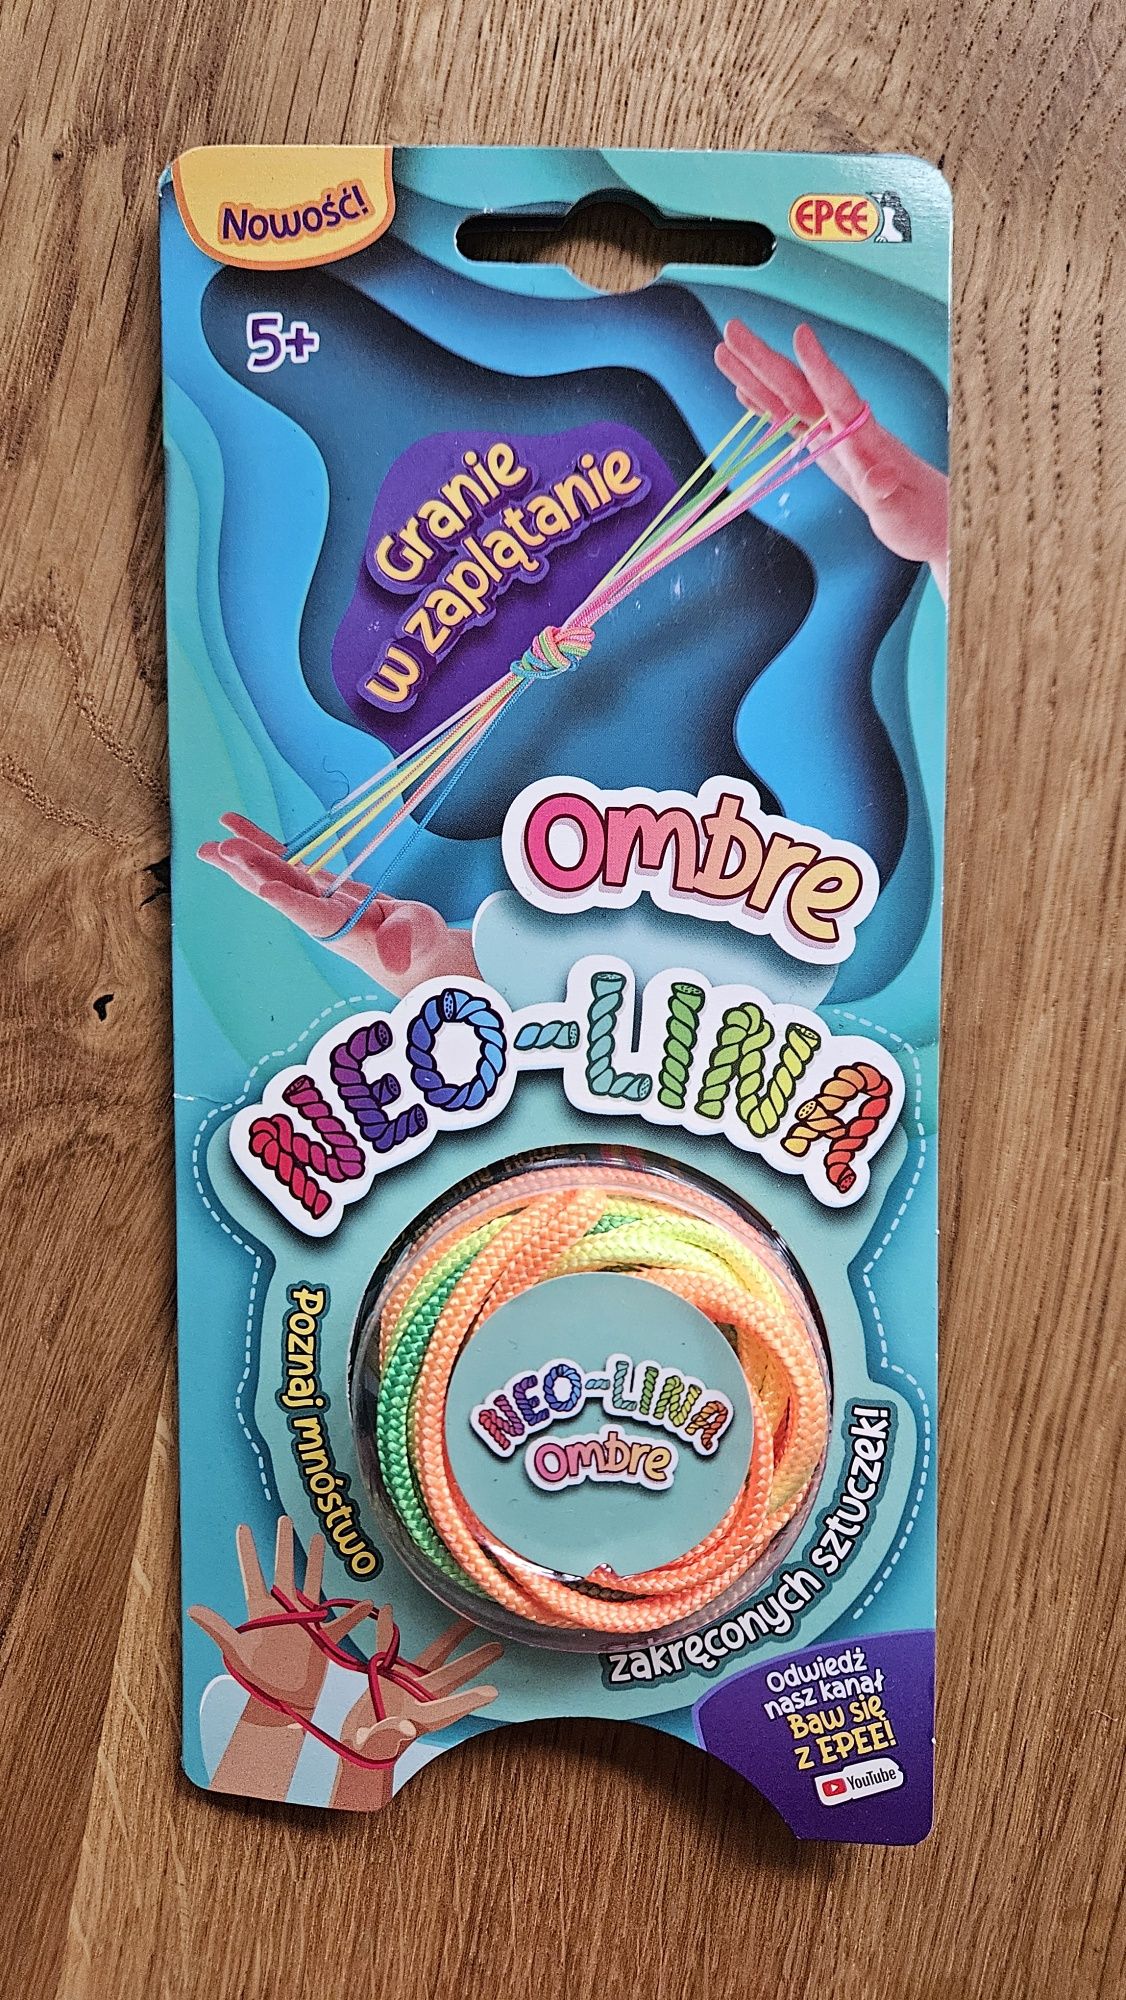 Nowość!
EPEE
5+
Granie
w zaplątanie
Ombre
NEO-LINA
NEO-LINA
Ombre
Poznaj mnóstwo
zakręconych sztuczek!
Odwiedź
nasz kanał
Baw się
z EPEE!
YouTube